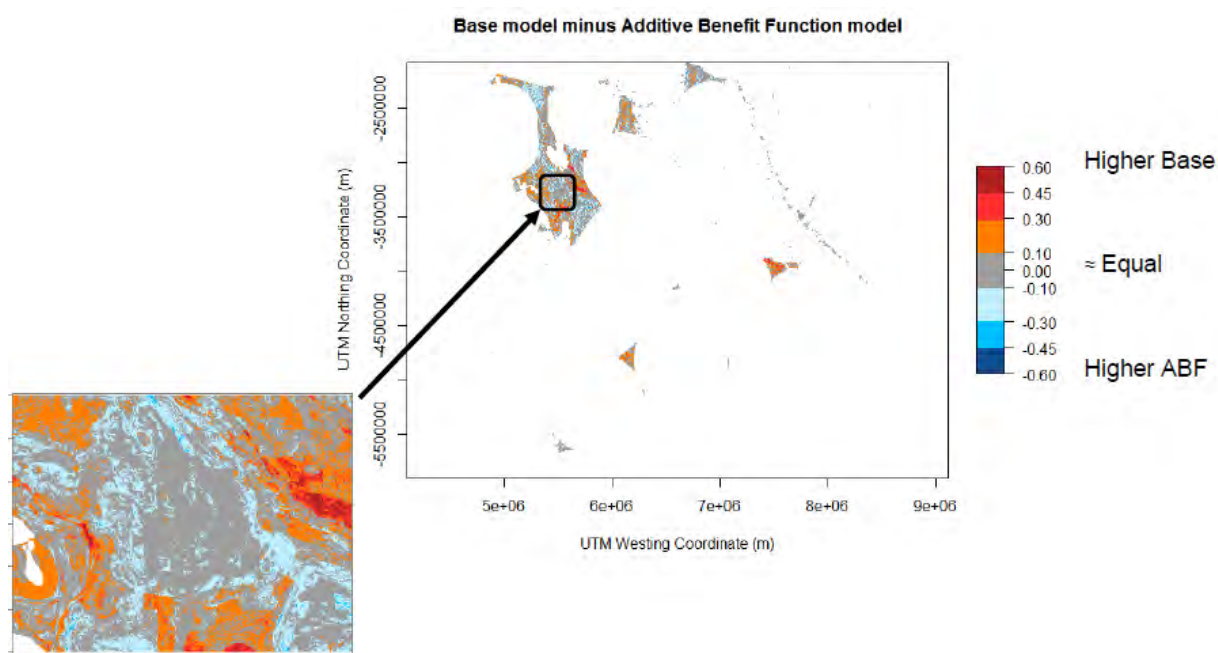 Base model minus Additive Benefit Function model
UTM Northing Coordinate (m)
-2500000
-3500000
-4500000
-5500000
5e+06
6e+06
7e+06
8e+06
9e+06
UTM Westing Coordinate (m)
0.60
0.45
0.30
0.10
0.00
-0.10
-0.30
-0.45
-0.60
Higher Base
≈ Equal
Higher ABF